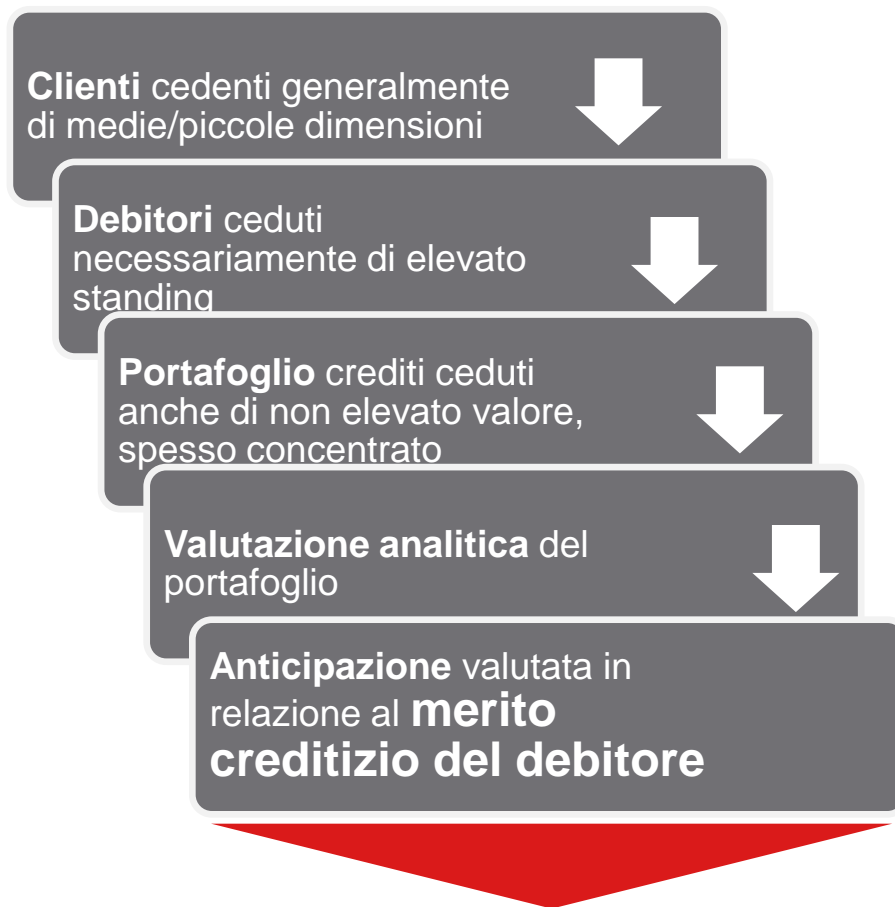 Clienti cedenti generalmente
di medie/piccole dimensioni
Debitori ceduti
necessariamente di elevato
standing
Portafoglio crediti ceduti
anche di non elevato valore,
spesso concentrato
Valutazione analitica del
portafoglio
Anticipazione valutata in
relazione al merito
creditizio del debitore